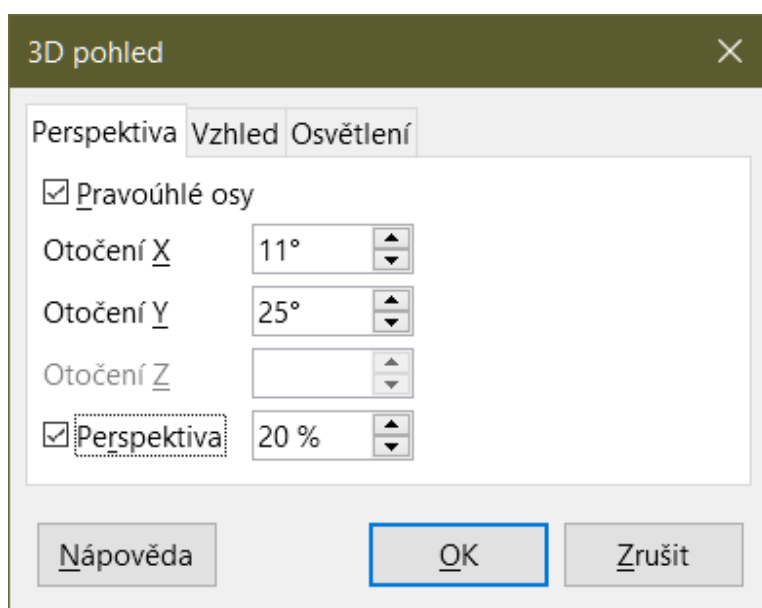 3D pohled
Perspektiva Vzhled Osvětlení
Pravoúhlé osy
Otočení X 11°
Otočení Y 25°
Otočení Z
Perspektiva 20 %
Nápověda OK Zrušit